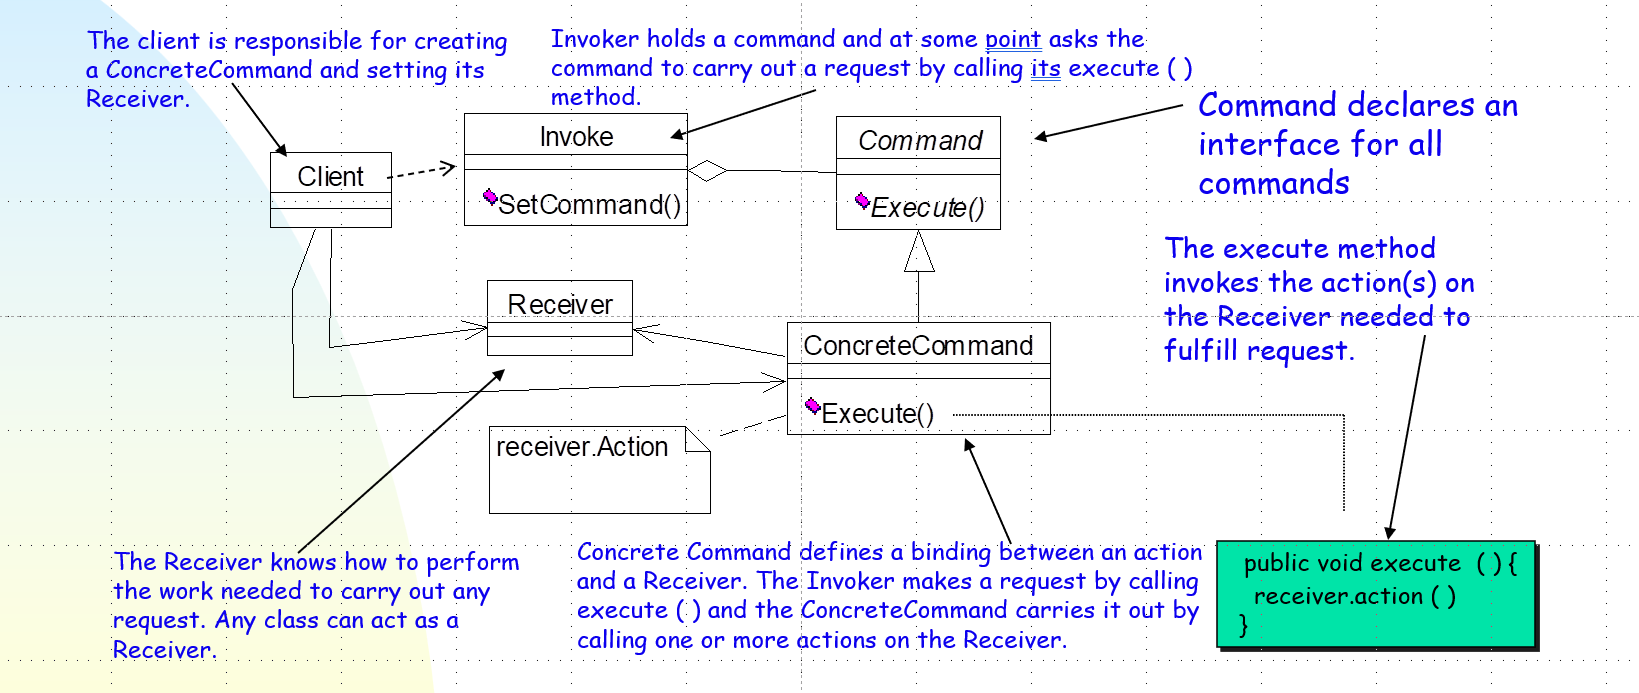 The client is responsible for creating
a ConcreteCommand and setting its
Receiver.
Invoker holds a command and at some point asks the
command to carry out a request by calling its execute ( )
method.
Command declares an
interface for all
commands
Client
Invoke
SetCommand()
Command
Execute()
The execute method
invokes the action(s) on
the Receiver needed to
fulfill request.
Receiver
ConcreteCommand
Execute()
receiver.Action
The Receiver knows how to perform
the work needed to carry out any
request. Any class can act as a
Receiver.
Concrete Command defines a binding between an action
and a Receiver. The Invoker makes a request by calling
execute ( ) and the ConcreteCommand carries it out by
calling one or more actions on the Receiver.
public void execute  ( ) {
receiver.action ( )
}